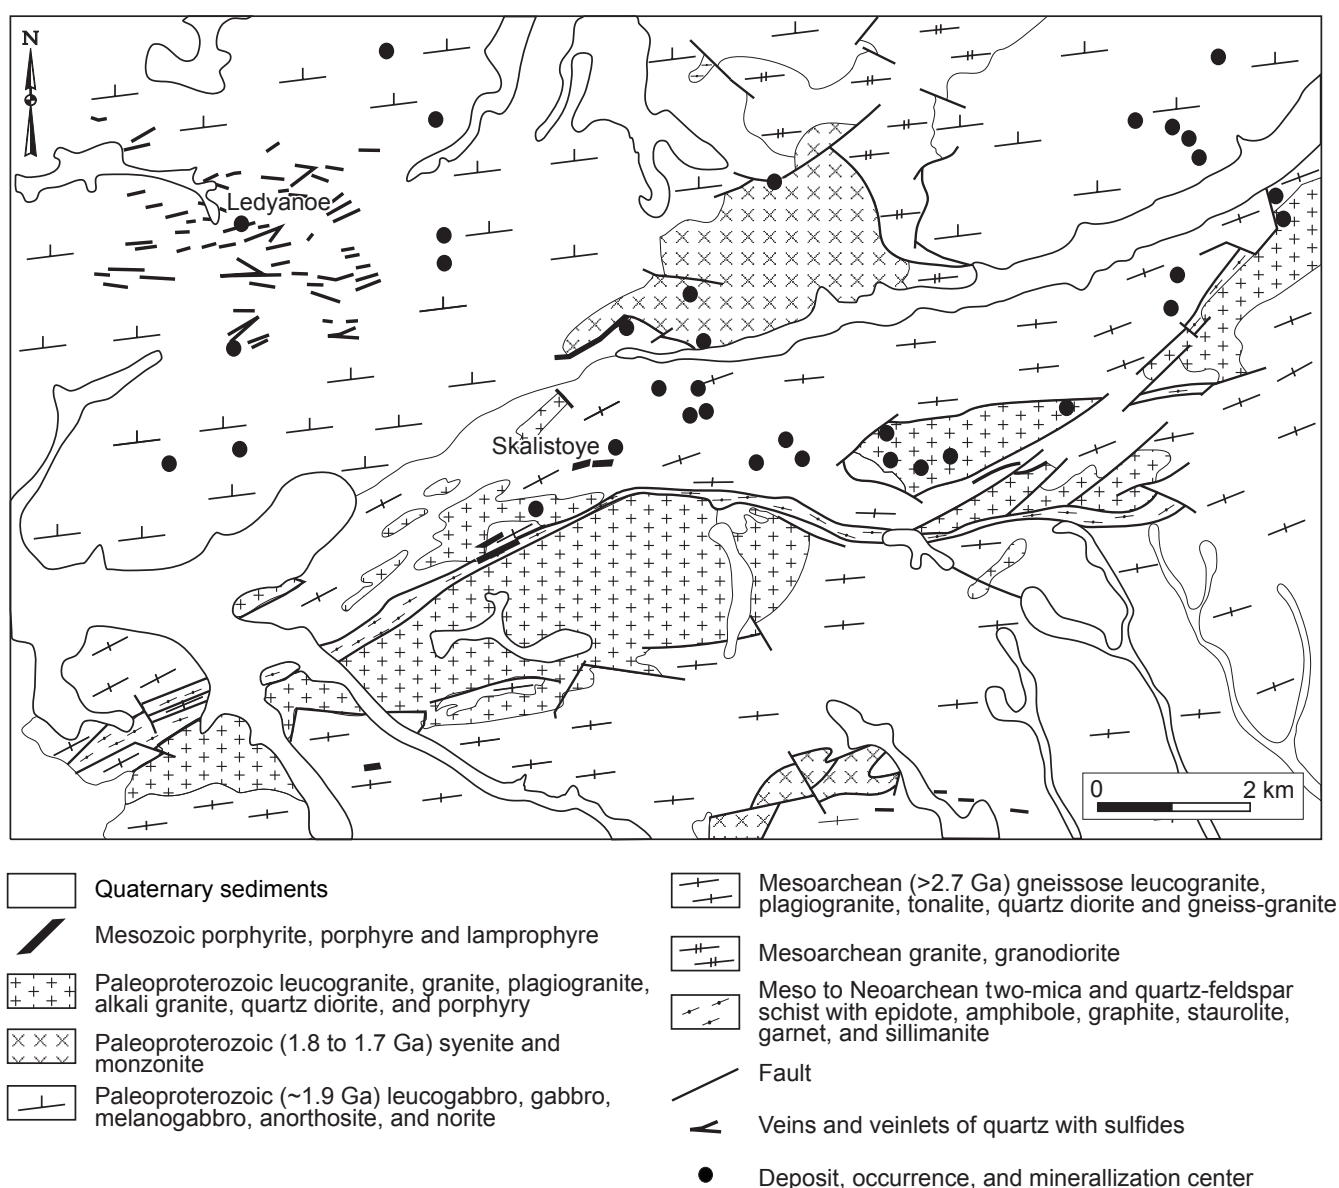 N
Ledyanoe
Skalistoye
0 2 km
Quaternary sediments
Mesozoic porphyrite, porphyre and lamprophyre
Paleoproterozoic leucogranite, granite, plagiogranite,
alkali granite, quartz diorite, and porphyry
Paleoproterozoic (1.8 to 1.7 Ga) syenite and
monzonite
Paleoproterozoic (~1.9 Ga) leucogabbro, gabbro,
melanogabbro, anorthosite, and norite
Mesoarchean (>2.7 Ga) gneissose leucogranite,
plagiogranite, tonalite, quartz diorite and gneiss-granite
Mesoarchean granite, granodiorite
Meso to Neoarchean two-mica and quartz-feldspar
schist with epidote, amphibole, graphite, staurolite,
garnet, and sillimanite
Fault
Veins and veinlets of quartz with sulfides
Deposit, occurrence, and minerallization center